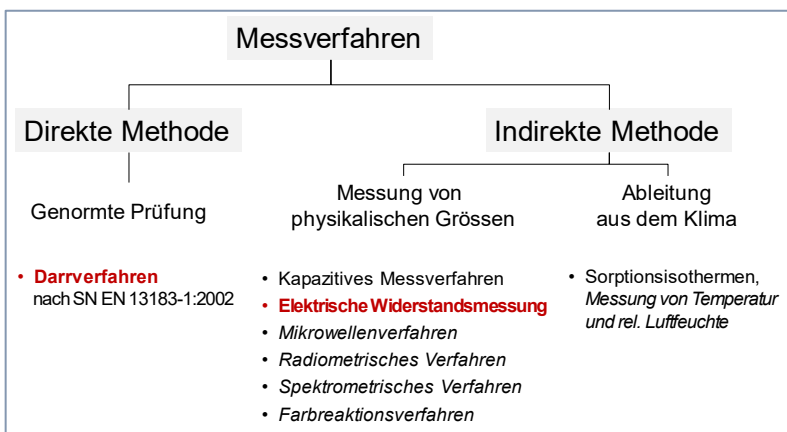 Messverfahren
Direkte Methode
Indirekte Methode
Genormte Prüfung
Messung von
physikalischen Grössen
Ableitung
aus dem Klima
• Darrverfahren
nach SN EN 13183-1:2002
• Kapazitives Messverfahren
• Elektrische Widerstandsmessung
• Mikrowellenverfahren
• Radiometrisches Verfahren
• Spektrometrisches Verfahren
• Farbreaktionsverfahren
• Sorptionsisothermen,
Messung von Temperatur
und rel. Luftfeuchte